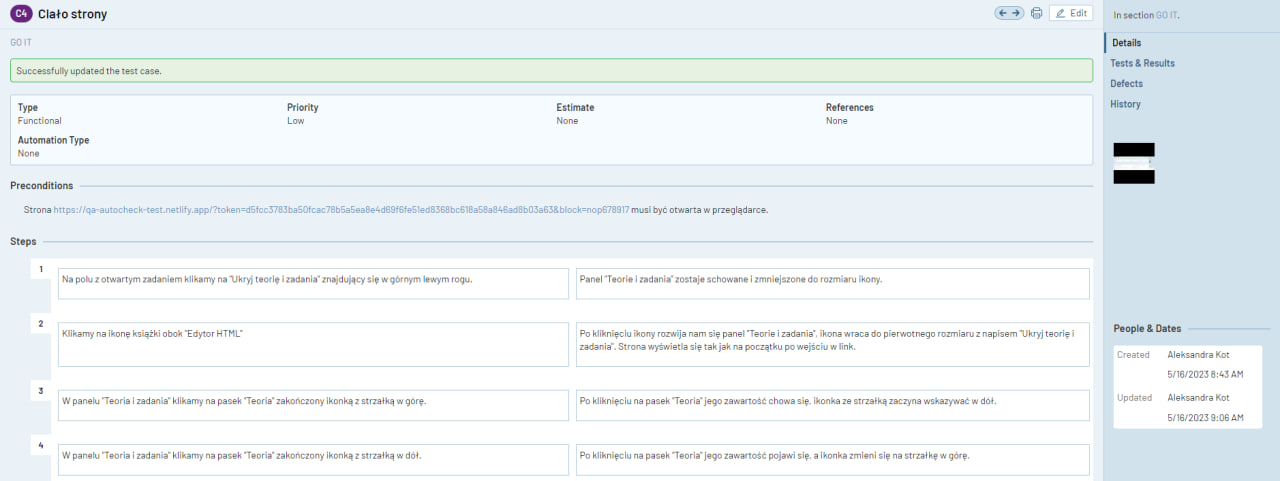 C4 Ciało strony
Edit
GO IT
Successfully updated the test case.
Type
Functional
Priority
Low
Estimate
None
References
None
Automation Type
None
Preconditions
Strona https://qa-autocheck-test.netlify.app/?token=d5fcc3783ba50fcac78b5a5ea8e4d69f6fe51ed8368bc618a58a846ad8b03a63&block=nop678917 musi być otwarta w przeglądarce.
Steps
1
Na polu z otwartym zadaniem klikamy na "Ukryj teorię i zadania" znajdujący się w górnym lewym rogu.
Panel "Teorie i zadania" zostaje schowane i zmniejszone do rozmiaru ikony.
2
Klikamy na ikonę książki obok "Edytor HTML"
Po kliknięciu ikony rozwija nam się panel "Teorie i zadania", ikona wraca do pierwotnego rozmiaru z napisem "Ukryj teorię i
zadania". Strona wyświetla się tak jak na początku po wejściu w link.
3
W panelu "Teoria i zadania" klikamy na pasek "Teoria" zakończony ikonką z strzałką w górę.
Po kliknięciu na pasek "Teoria" jego zawartość chowa się, ikonka ze strzałką zaczyna wskazywać w dół.
4
W panelu "Teoria i zadania" klikamy na pasek "Teoria" zakończony ikonką z strzałką w dół.
Po kliknięciu na pasek "Teoria" jego zawartość pojawi się, a ikonka zmieni się na strzałkę w górę.
In section GO IT.
Details
Tests & Results
Defects
History
People & Dates
Created
Aleksandra Kot
5/16/2023 8:43 AM
Updated
Aleksandra Kot
5/16/2023 9:06 AM